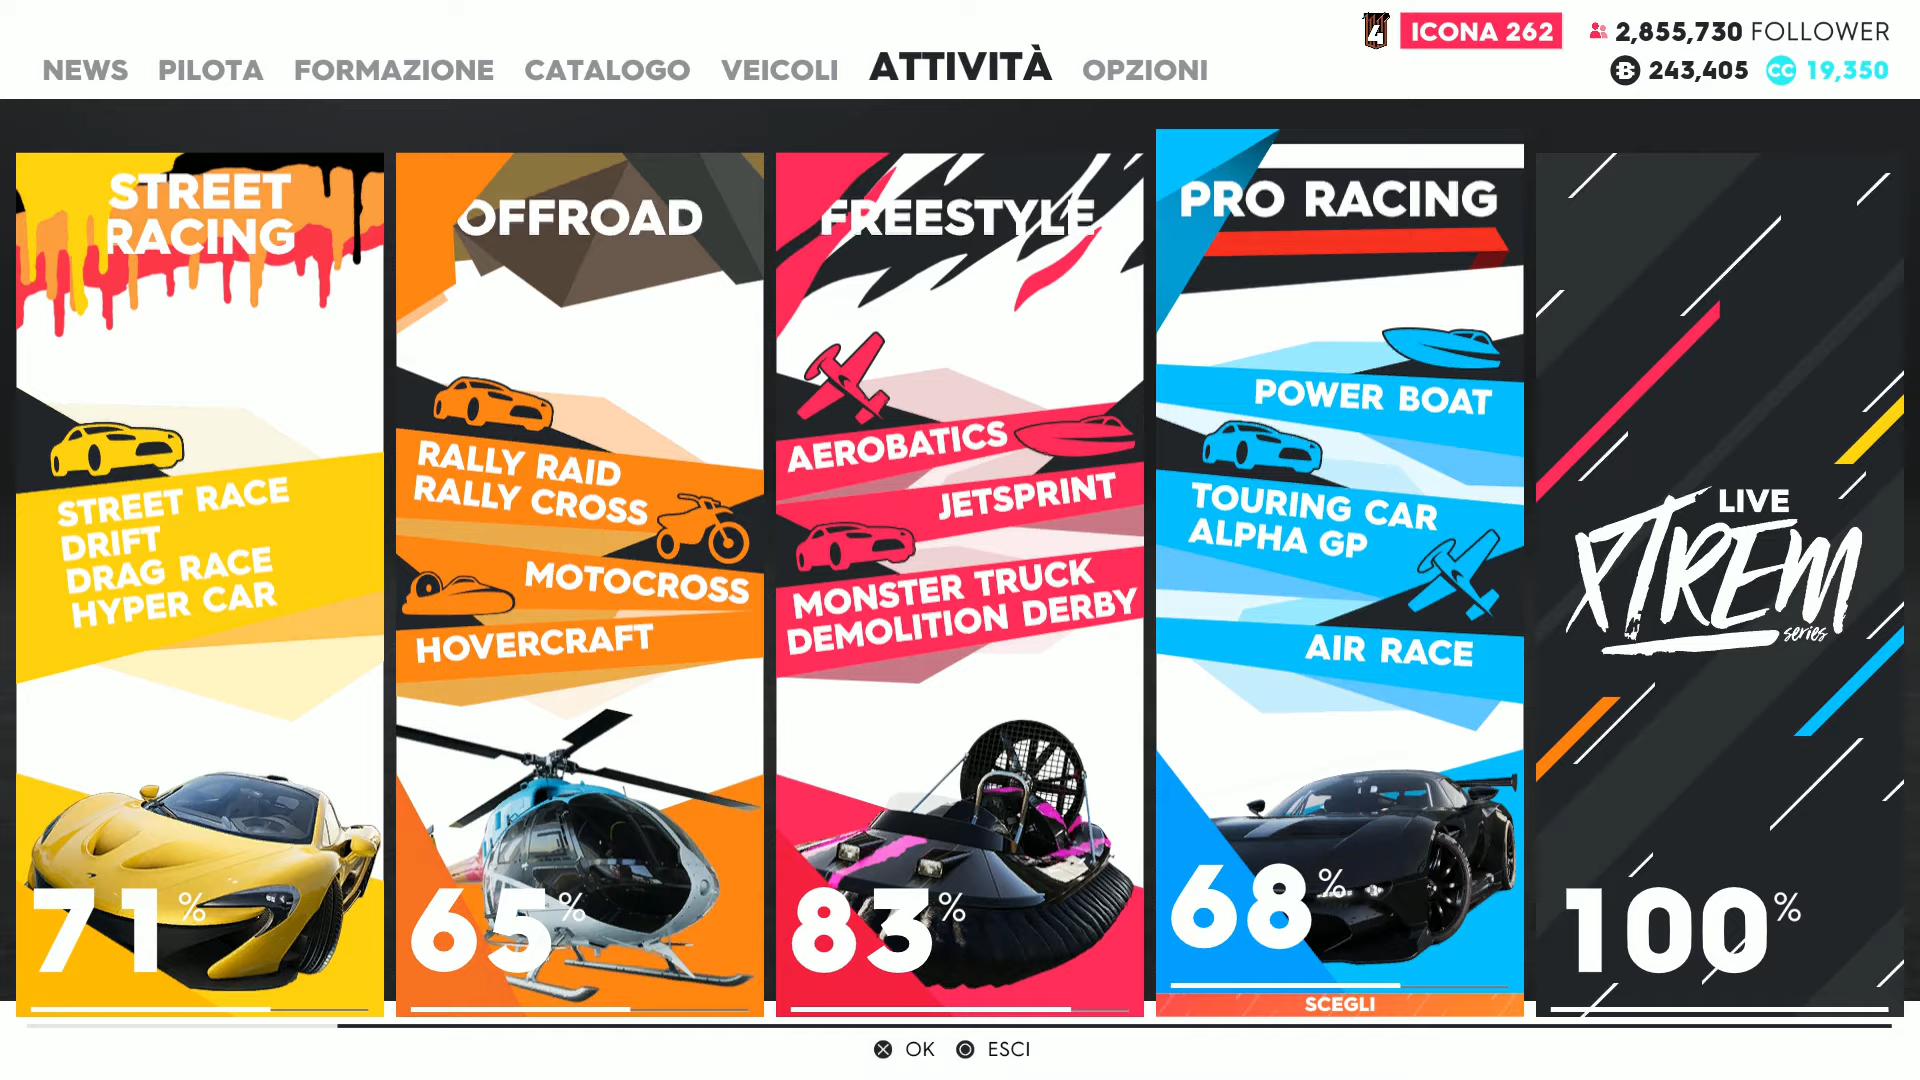 ICONA 262
2,855,730 FOLLOWER
NEWS PILOTA FORMAZIONE CATALOGO VEICOLI ATTIVITÀ OPZIONI
243,405 CC 19,350
STREET
RACING
STREET RACE
DRIFT
DRAG RACE
HYPER CAR
71%
OFFROAD
RALLY RAID
RALLY CROSS
MOTOCROSS
HOVERCRAFT
65%
FREESTYLE
AEROBATICS
JETSPRINT
MONSTER TRUCK
DEMOLITION DERBY
83%
PRO RACING
POWER BOAT
TOURING CAR
ALPHA GP
AIR RACE
68%
SCEGLI
LIVE
XTREM
series
100%
OK ESCI